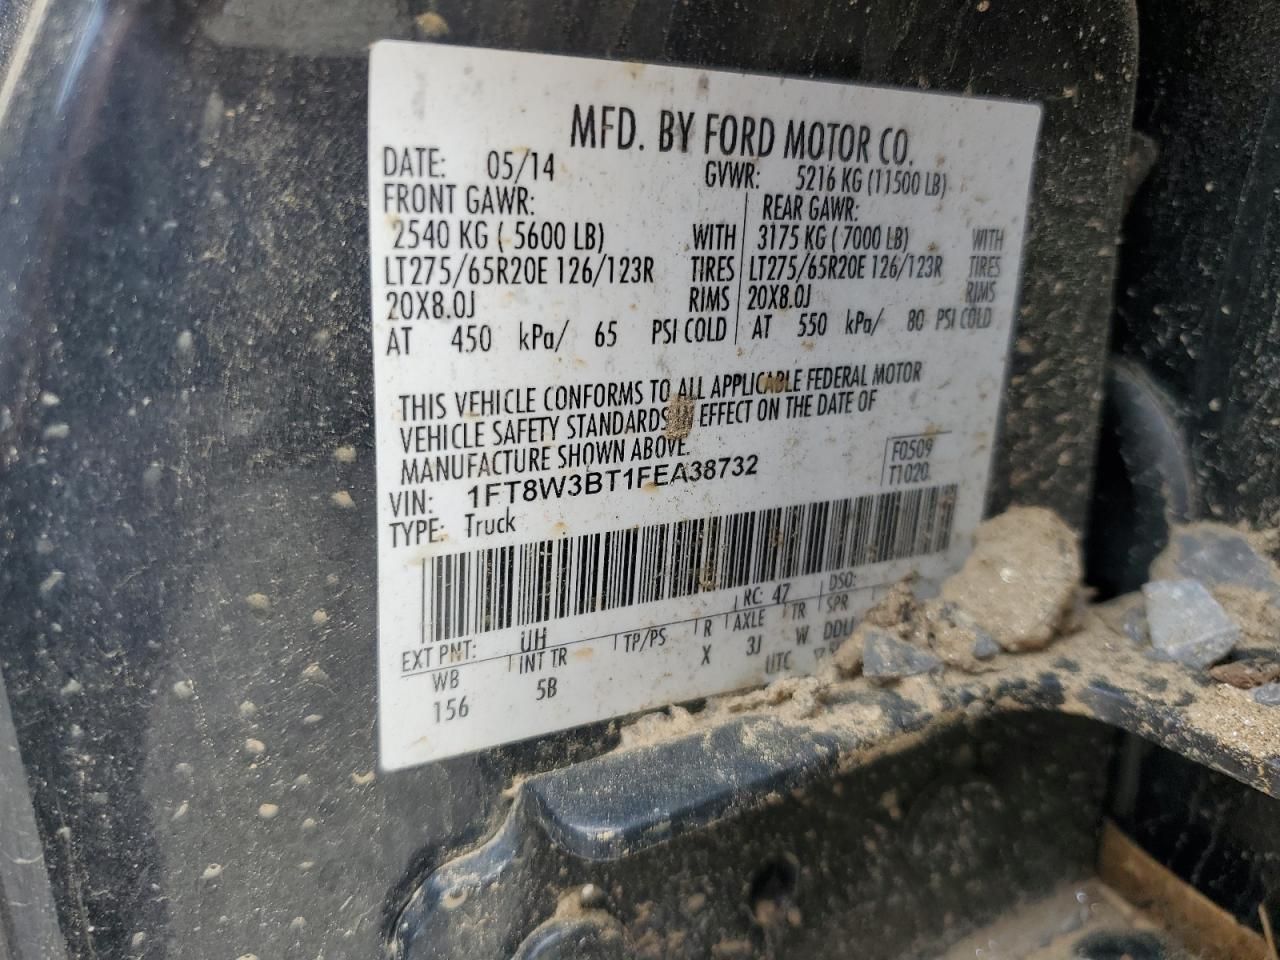 MFD. BY FORD MOTOR CO.
DATE: 05/14 GVWR: 5216 KG (11500 LB)
FRONT GAWR: REAR GAWR:
2540 KG ( 5600 LB) WITH 3175 KG ( 7000 LB) WITH
LT275/65R20E 126/123R TIRES LT275/65R20E 126/123R TIRES
20X8.0J RIMS 20X8.0J RIMS
AT 450 kPa/ 65 PSI COLD AT 550 kPa/ 80 PSI COLD
THIS VEHICLE CONFORMS TO ALL APPLICABLE FEDERAL MOTOR
VEHICLE SAFETY STANDARDS IN EFFECT ON THE DATE OF
MANUFACTURE SHOWN ABOVE.
VIN: 1FT8W3BT1FEA38732
F0509
T1020
TYPE: Truck
EXT PNT: UH RC: 47 DSO:
WB INT TR TP/PS R AXLE TR SPR
156 5B X 3J W DDLI
UTC